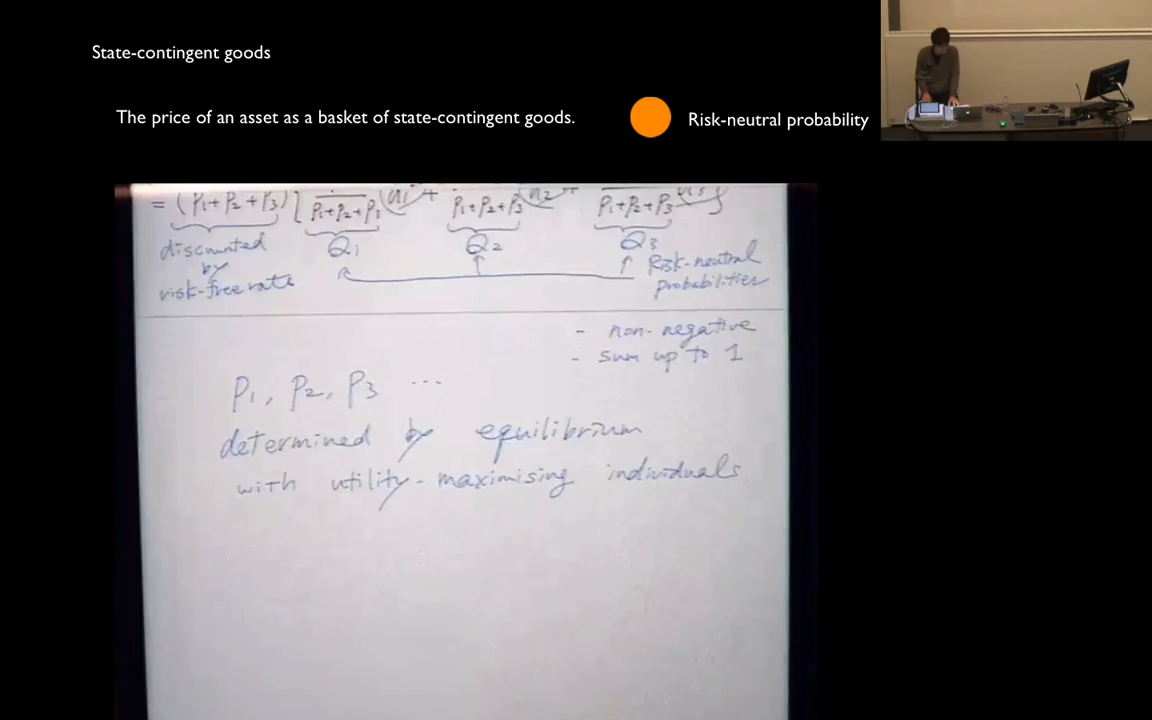 State-contingent goods
The price of an asset as a basket of state-contingent goods.
Risk-neutral probability
= (P1+P2+P3) [ P1+P2+P3 + P1+P2+P3 + P1+P2+P3
discounted by risk-free rate
Q1 Q2 Q3
Risk-neutral probabilities
- non-negative
- sum up to 1
P1, P2, P3 ...
determined by equilibrium
with utility-maximising individuals.